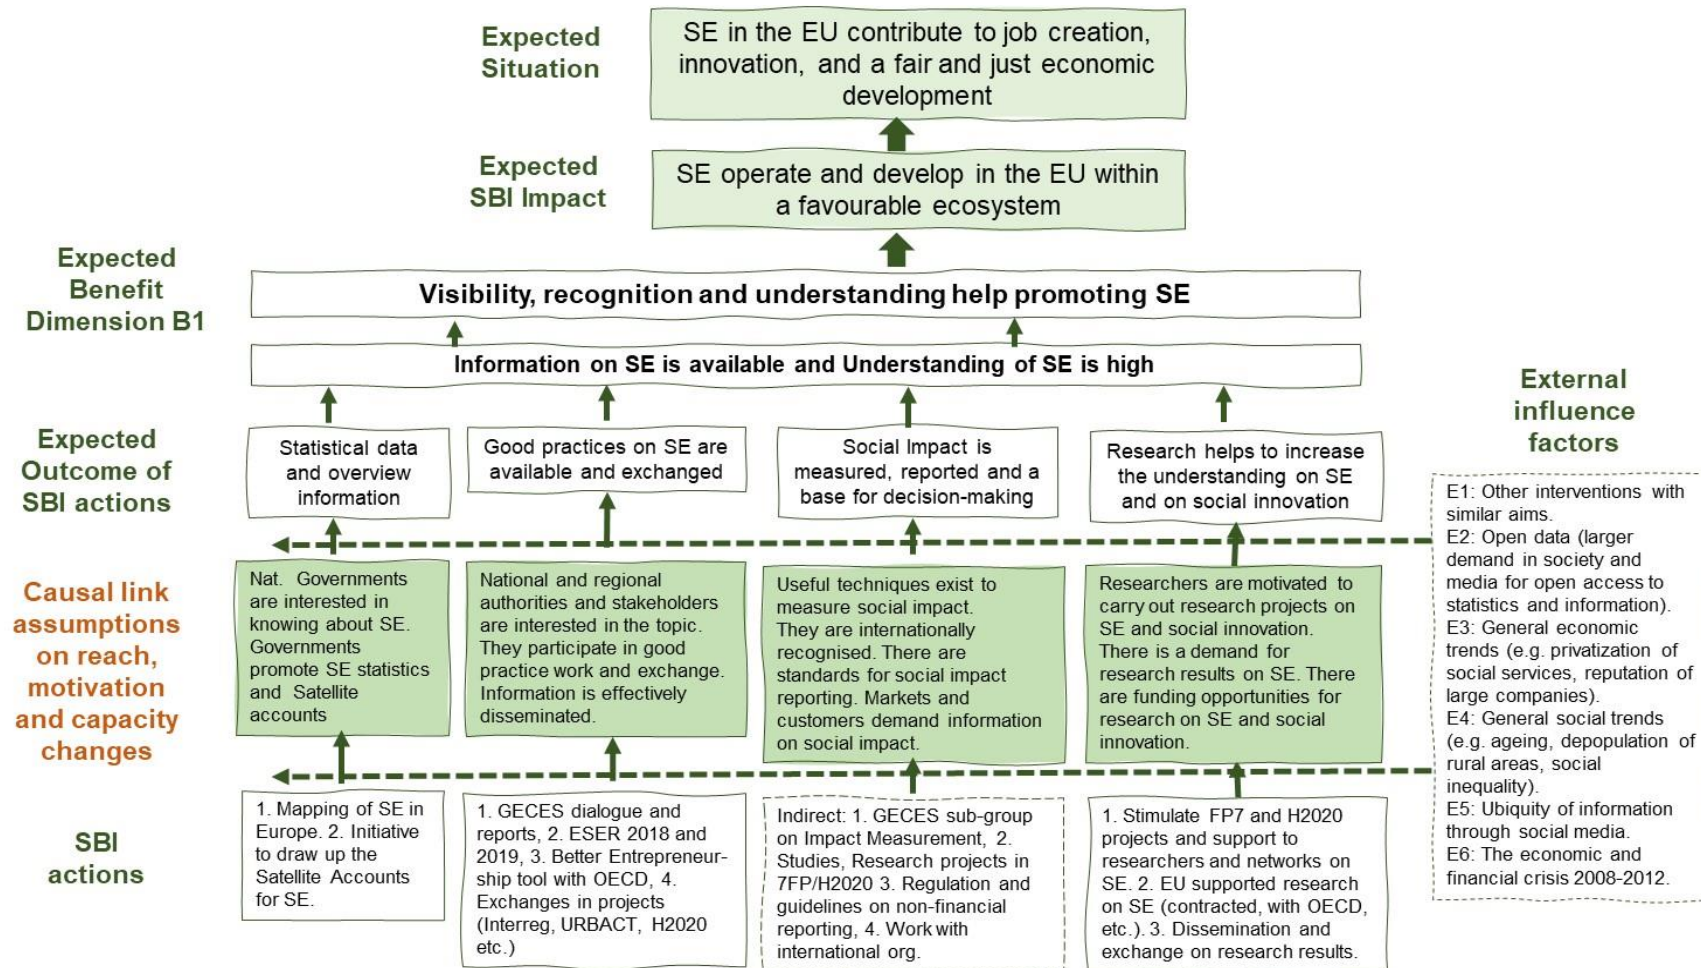 Expected
Situation
SE in the EU contribute to job creation,
innovation, and a fair and just economic
development
Expected
SBI Impact
SE operate and develop in the EU within
a favourable ecosystem
Expected
Benefit
Dimension B1
Visibility, recognition and understanding help promoting SE
Information on SE is available and Understanding of SE is high
Expected
Outcome of
SBI actions
Statistical data
and overview
information
Good practices on SE are
available and exchanged
Social Impact is
measured, reported and a
base for decision-making
Research helps to increase
the understanding on SE
and on social innovation
Causal link
assumptions
on reach,
motivation
and capacity
changes
Nat. Governments
are interested in
knowing about SE.
Governments
promote SE statistics
and Satellite
accounts
National and regional
authorities and stakeholders
are interested in the topic.
They participate in good
practice work and exchange.
Information is effectively
disseminated.
Useful techniques exist to
measure social impact.
They are internationally
recognised. There are
standards for social impact
reporting. Markets and
customers demand information
on social impact.
Researchers are motivated to
carry out research projects on
SE and social innovation.
There is a demand for
research results on SE. There
are funding opportunities for
research on SE and social
innovation.
SBI
actions
1. Mapping of SE in
Europe. 2. Initiative
to draw up the
Satellite Accounts
for SE.
1. GECES dialogue and
reports, 2. ESER 2018 and
2019, 3. Better Entrepreneur-
ship tool with OECD, 4.
Exchanges in projects
(Interreg, URBACT, H2020
etc.)
Indirect: 1. GECES sub-group
on Impact Measurement, 2.
Studies, Research projects in
7FP/H2020 3. Regulation and
guidelines on non-financial
reporting, 4. Work with
international org.
1. Stimulate FP7 and H2020
projects and support to
researchers and networks on
SE. 2. EU supported research
on SE (contracted, with OECD,
etc.). 3. Dissemination and
exchange on research results.
External
influence
factors
E1: Other interventions with
similar aims.
E2: Open data (larger
demand in society and
media for open access to
statistics and information).
E3: General economic
trends (e.g. privatization of
social services, reputation of
large companies).
E4: General social trends
(e.g. ageing, depopulation of
rural areas, social
inequality).
E5: Ubiquity of information
through social media.
E6: The economic and
financial crisis 2008-2012.